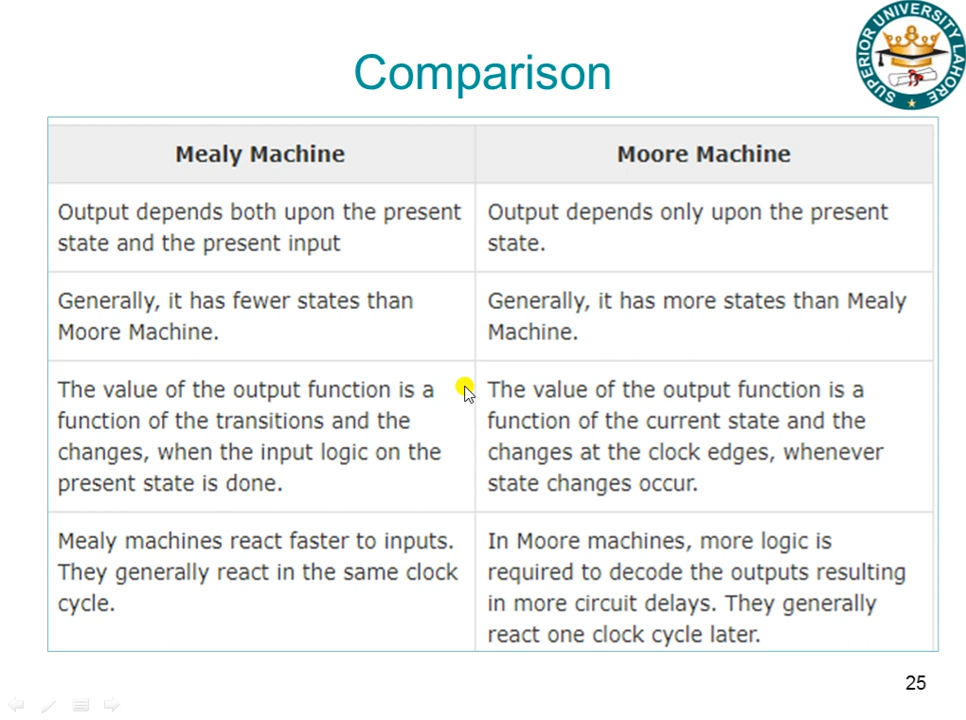 SUPERIOR UNIVERSITY LAHORE
Comparison
Mealy Machine
Moore Machine
Output depends both upon the present
state and the present input
Output depends only upon the present
state.
Generally, it has fewer states than
Moore Machine.
Generally, it has more states than Mealy
Machine.
The value of the output function is a
function of the transitions and the
changes, when the input logic on the
present state is done.
The value of the output function is a
function of the current state and the
changes at the clock edges, whenever
state changes occur.
Mealy machines react faster to inputs.
They generally react in the same clock
cycle.
In Moore machines, more logic is
required to decode the outputs resulting
in more circuit delays. They generally
react one clock cycle later.
25